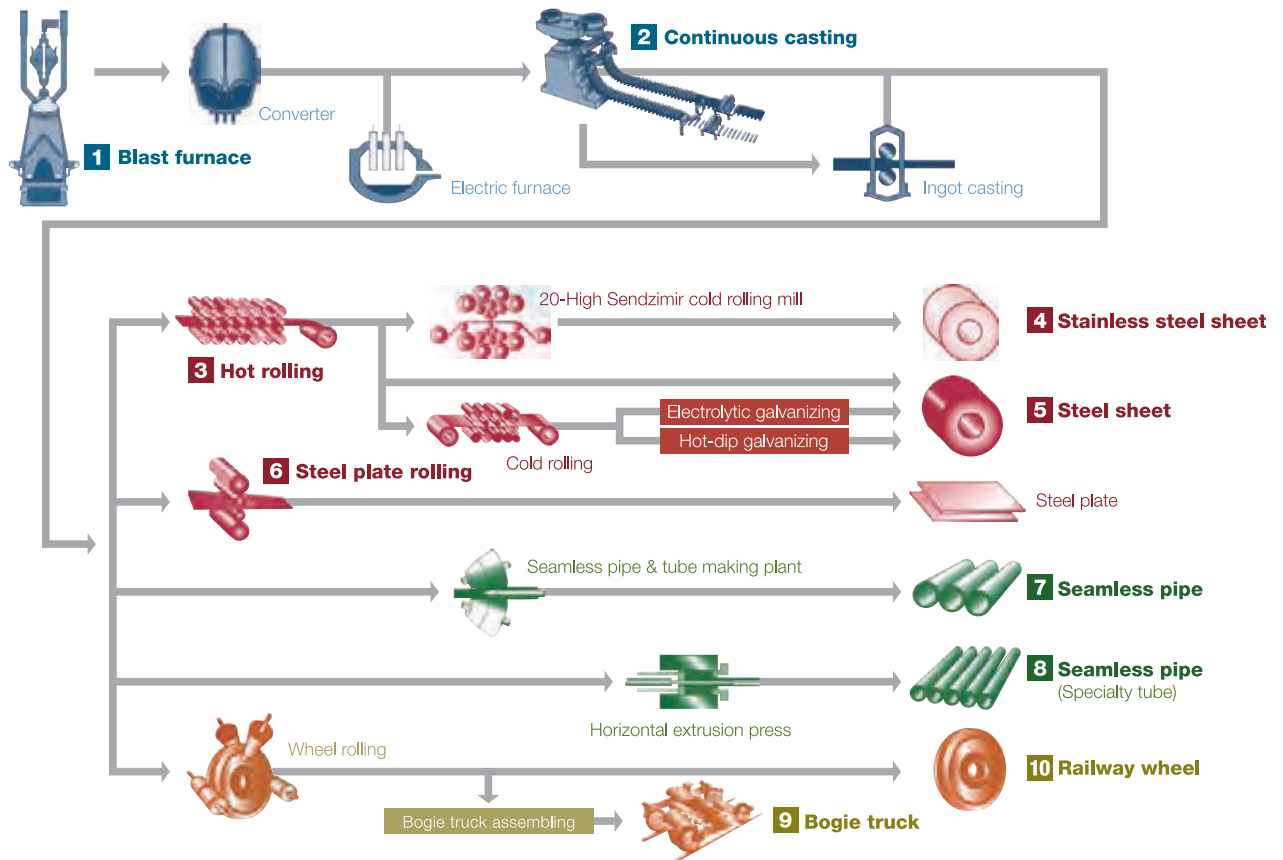 2 Continuous casting
Converter
1 Blast furnace
Electric furnace
Ingot casting
20-High Sendzimir cold rolling mill
4 Stainless steel sheet
3 Hot rolling
Electrolytic galvanizing
5 Steel sheet
Hot-dip galvanizing
Cold rolling
6 Steel plate rolling
Steel plate
Seamless pipe & tube making plant
7 Seamless pipe
8 Seamless pipe
(Specialty tube)
Horizontal extrusion press
Wheel rolling
10 Railway wheel
Bogie truck assembling
9 Bogie truck